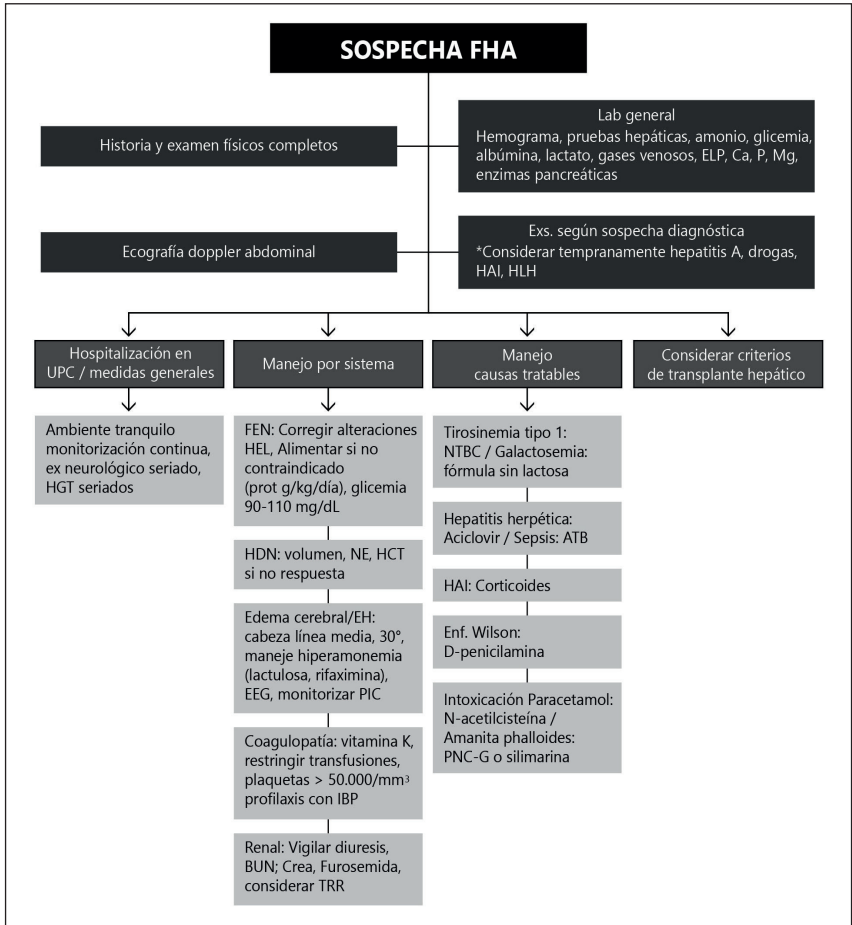 SOSPECHA FHA
Historia y examen físicos completos
Lab general
Hemograma, pruebas hepáticas, amonio, glicemia,
albúmina, lactato, gases venosos, ELP, Ca, P, Mg,
enzimas pancreáticas
Ecografía doppler abdominal
Exs. según sospecha diagnóstica
*Considerar tempranamente hepatitis A, drogas,
HAI, HLH
Hospitalización en
UPC / medidas generales
Ambiente tranquilo
monitorización continua,
ex neurológico seriado,
HGT seriados
Manejo por sistema
FEN: Corregir alteraciones
HEL, Alimentar si no
contraindicado
(prot g/kg/día), glicemia
90-110 mg/dL
HDN: volumen, NE, HCT
si no respuesta
Edema cerebral/EH:
cabeza línea media, 30°,
maneje hiperamonemia
(lactulosa, rifaximina),
EEG, monitorizar PIC
Coagulopatía: vitamina K,
restringir transfusiones,
plaquetas > 50.000/mm³
profilaxis con IBP
Renal: Vigilar diuresis,
BUN; Crea, Furosemida,
considerar TRR
Manejo
causas tratables
Tirosinemia tipo 1:
NTBC / Galactosemia:
fórmula sin lactosa
Hepatitis herpética:
Aciclovir / Sepsis: ATB
HAI: Corticoides
Enf. Wilson:
D-penicilamina
Intoxicación Paracetamol:
N-acetilcisteína /
Amanita phalloides:
PNC-G o silimarina
Considerar criterios
de transplante hepático